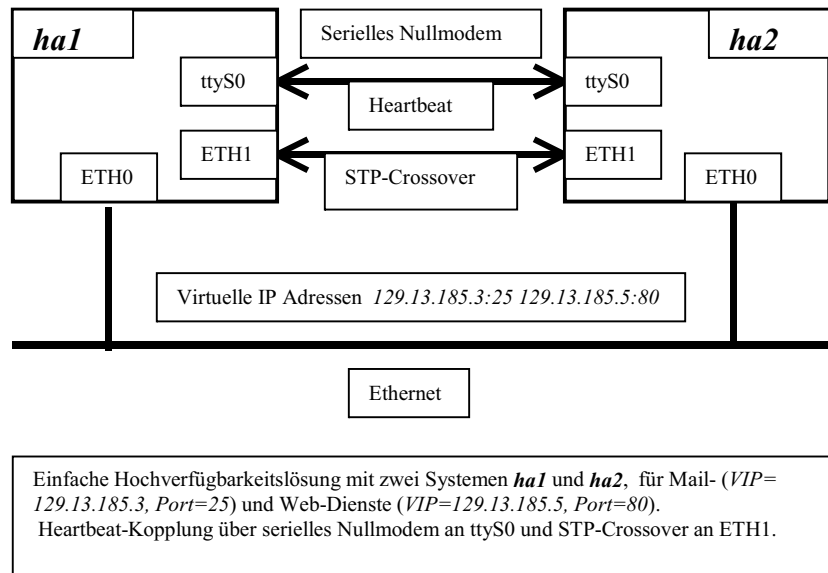 ha1
Serielles Nullmodem
ha2
ttyS0
ttyS0
Heartbeat
ETH1
ETH1
STP-Crossover
ETH0
ETH0
Virtuelle IP Adressen 129.13.185.3:25 129.13.185.5:80
Ethernet
Einfache Hochverfügbarkeitslösung mit zwei Systemen ha1 und ha2, für Mail- (VIP=
129.13.185.3, Port=25) und Web-Dienste (VIP=129.13.185.5, Port=80).
Heartbeat-Kopplung über serielles Nullmodem an ttyS0 und STP-Crossover an ETH1.